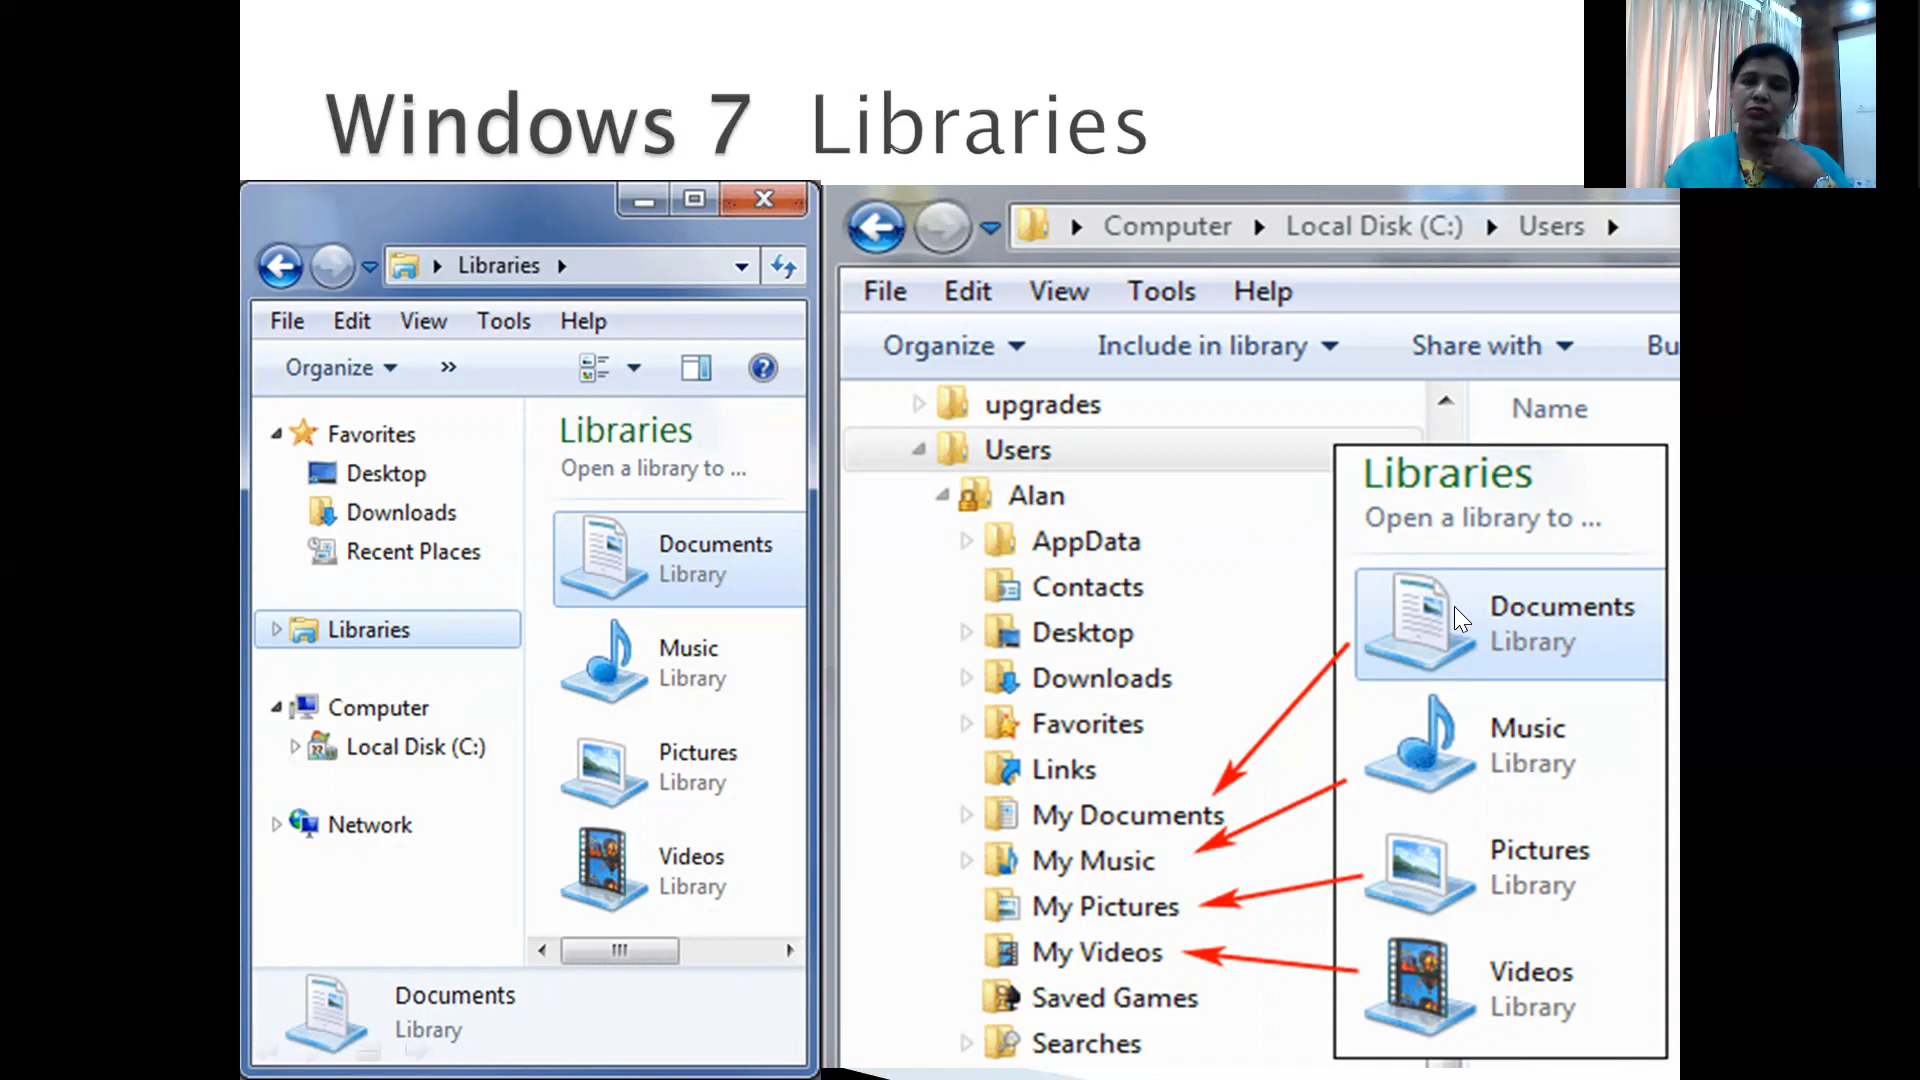 Windows 7 Libraries
Libraries
File Edit View Tools Help
Organize »
Favorites
Desktop
Downloads
Recent Places
Libraries
Computer
Local Disk (C:)
Network
Libraries
Open a library to ...
Documents
Library
Music
Library
Pictures
Library
Videos
Library
Documents
Library
Computer Local Disk (C:) Users
File Edit View Tools Help
Organize Include in library Share with Bu
upgrades
Users
Alan
AppData
Contacts
Desktop
Downloads
Favorites
Links
My Documents
My Music
My Pictures
My Videos
Saved Games
Searches
Name
Libraries
Open a library to ...
Documents
Library
Music
Library
Pictures
Library
Videos
Library